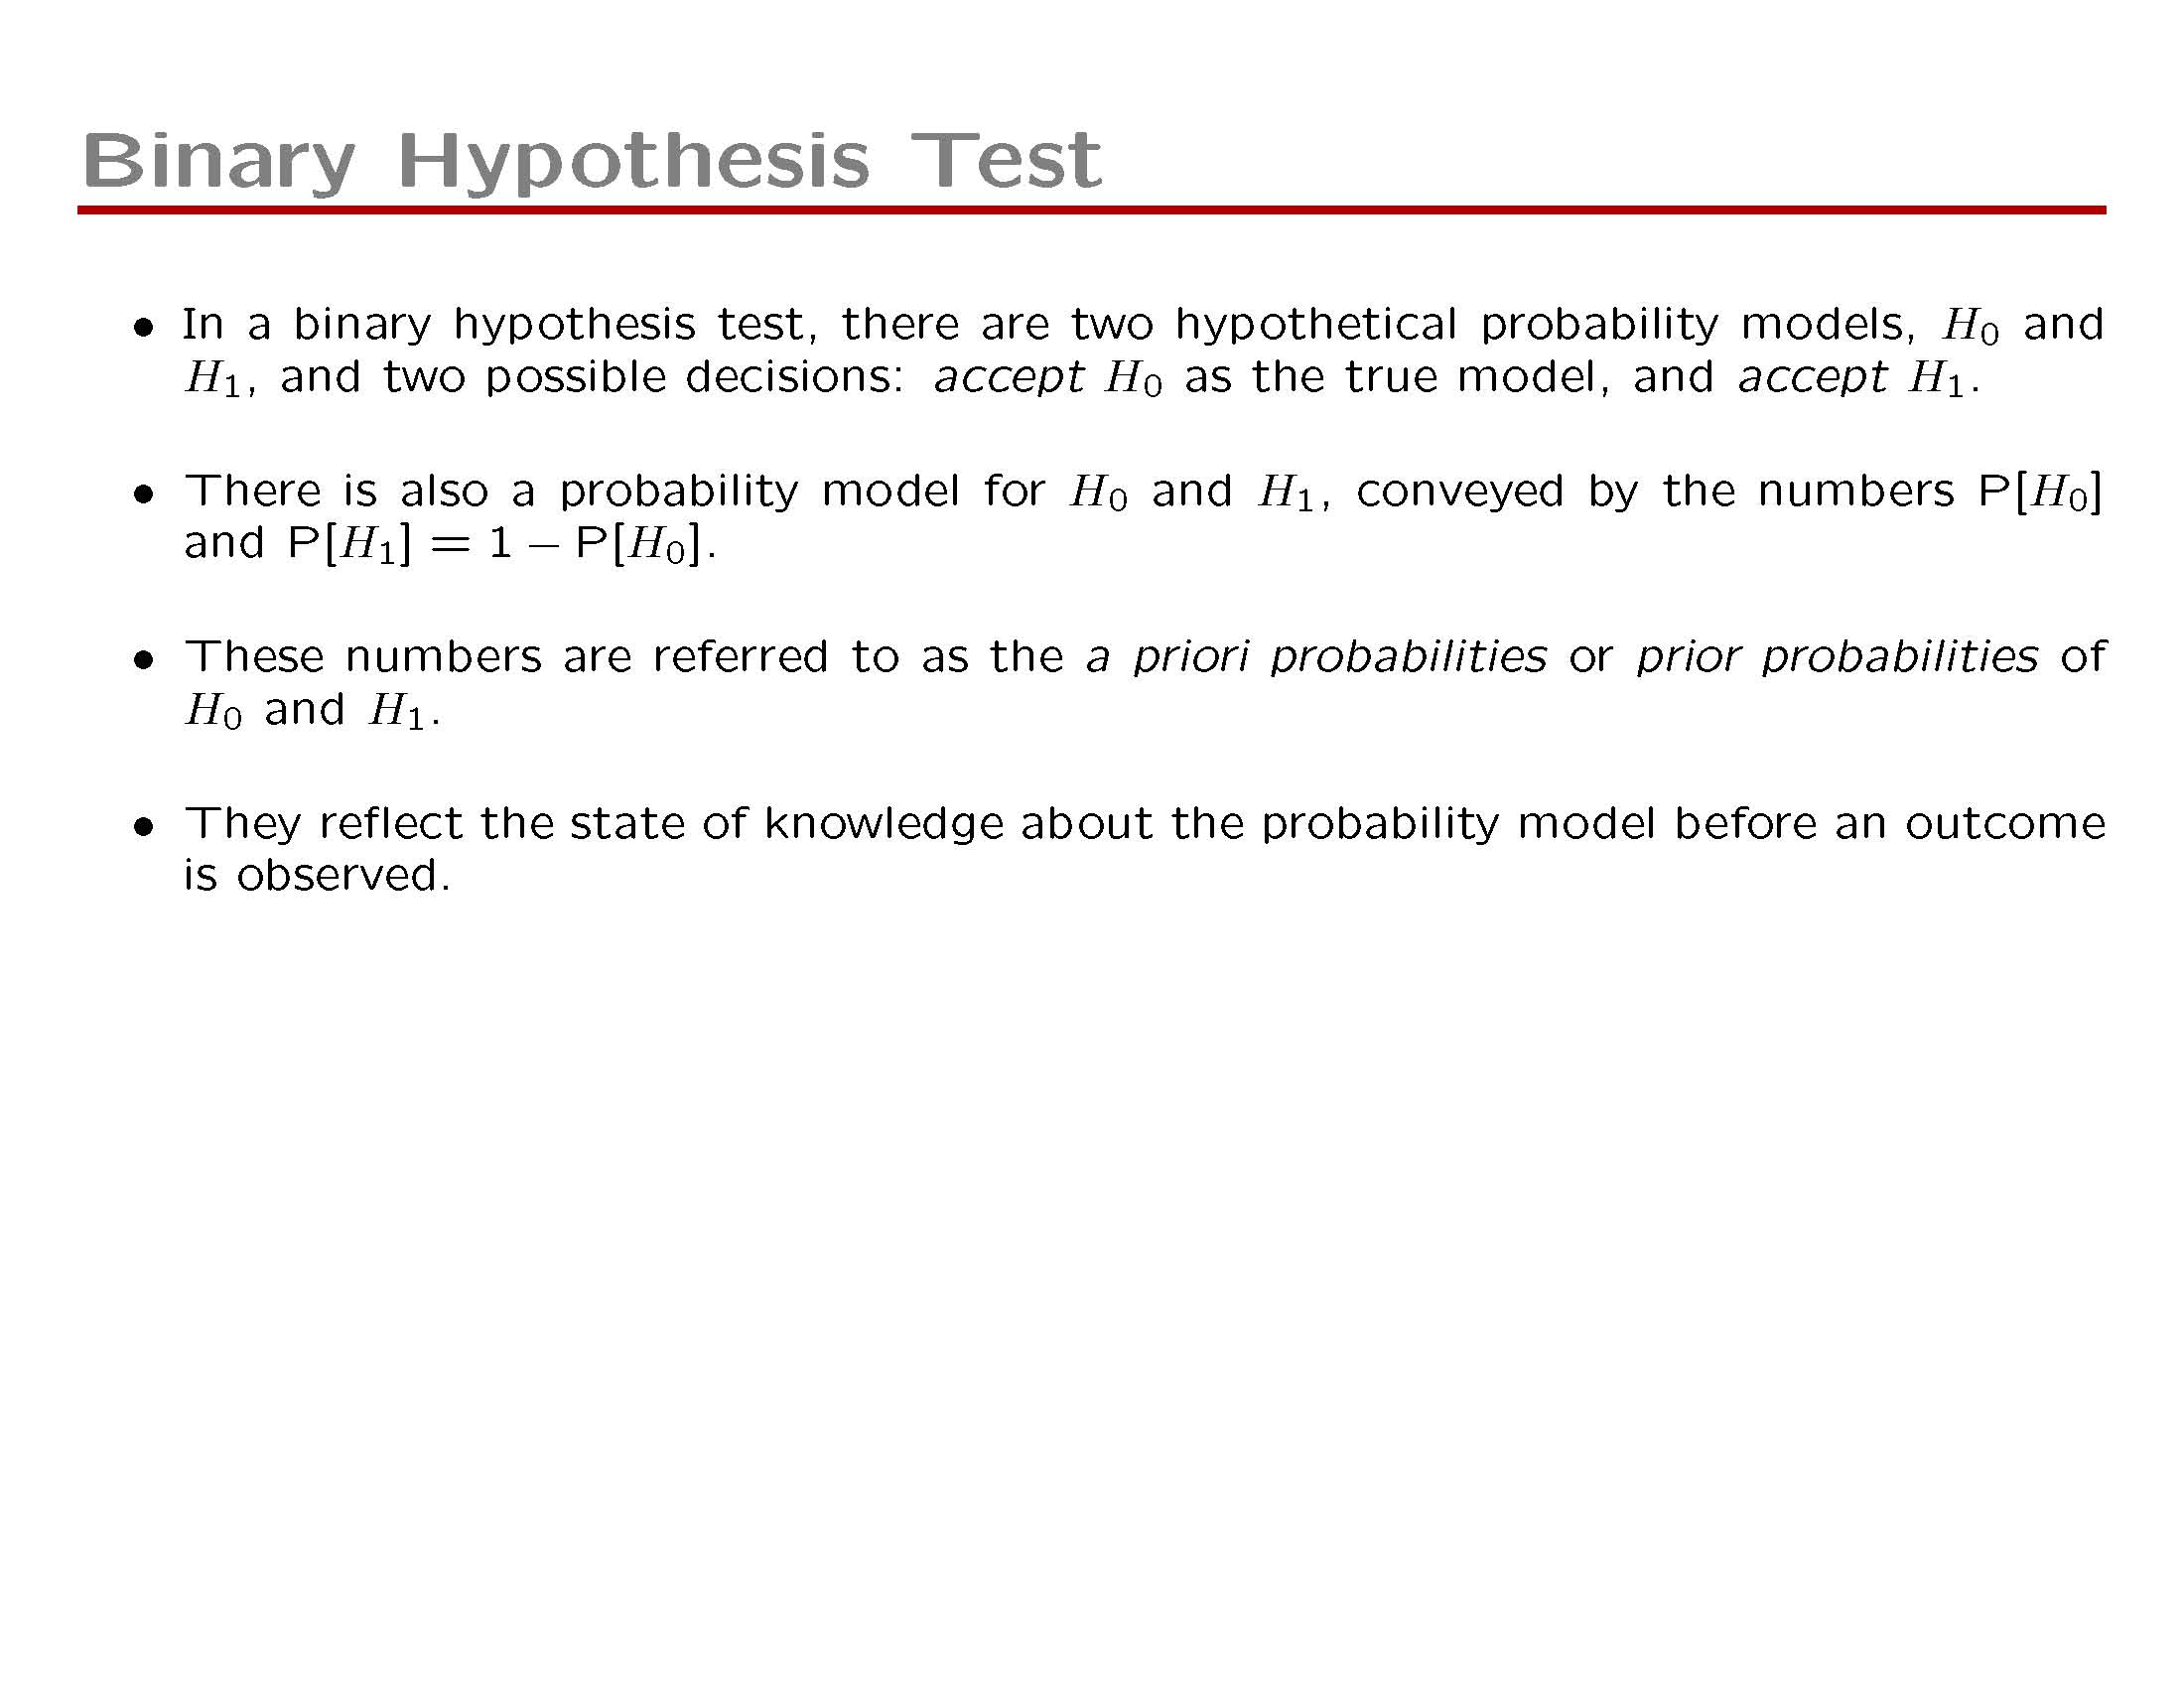 Binary Hypothesis Test
• In a binary hypothesis test, there are two hypothetical probability models, H₀ and
H₁, and two possible decisions: accept H₀ as the true model, and accept H₁.
• There is also a probability model for H₀ and H₁, conveyed by the numbers P[H₀]
and P[H₁] = 1 − P[H₀].
• These numbers are referred to as the a priori probabilities or prior probabilities of
H₀ and H₁.
• They reflect the state of knowledge about the probability model before an outcome
is observed.